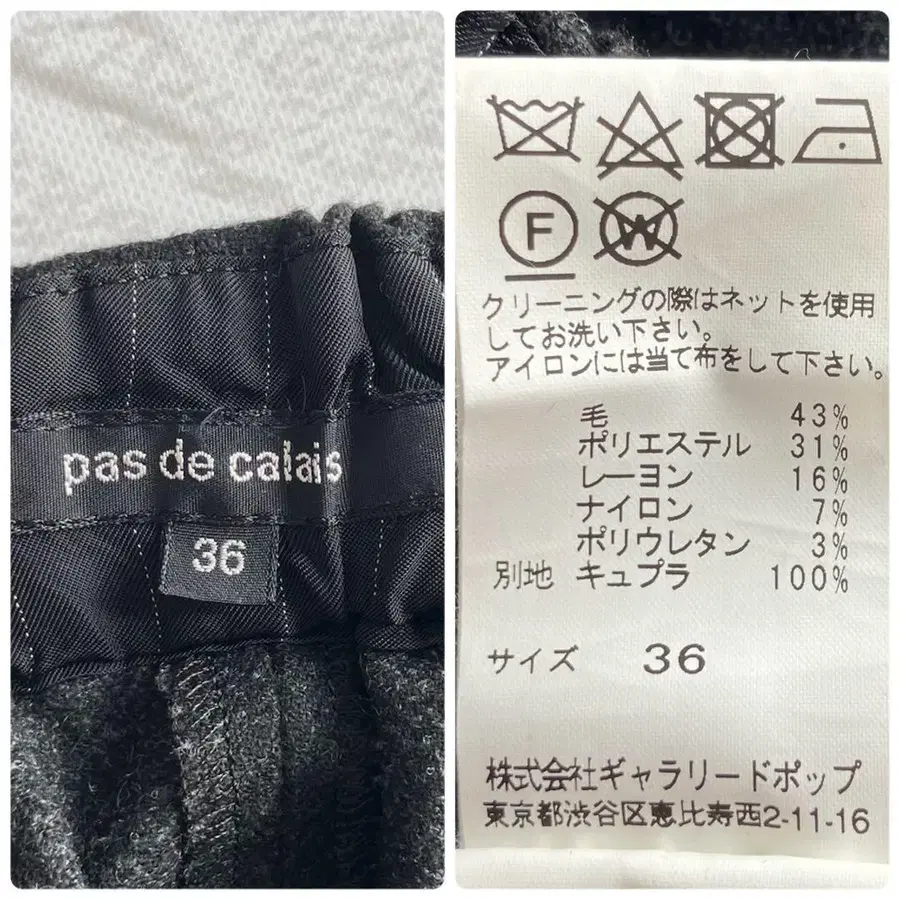 pas de calais
36
F
W
クリーニングの際はネットを使用
してお洗い下さい。
アイロンには当て布をして下さい。
毛 43%
ポリエステル 31%
レーヨン 16%
ナイロン 7%
ポリウレタン 3%
別地 キュプラ 100%
サイズ 36
株式会社ギャラリードポップ
東京都渋谷区恵比寿西2-11-16